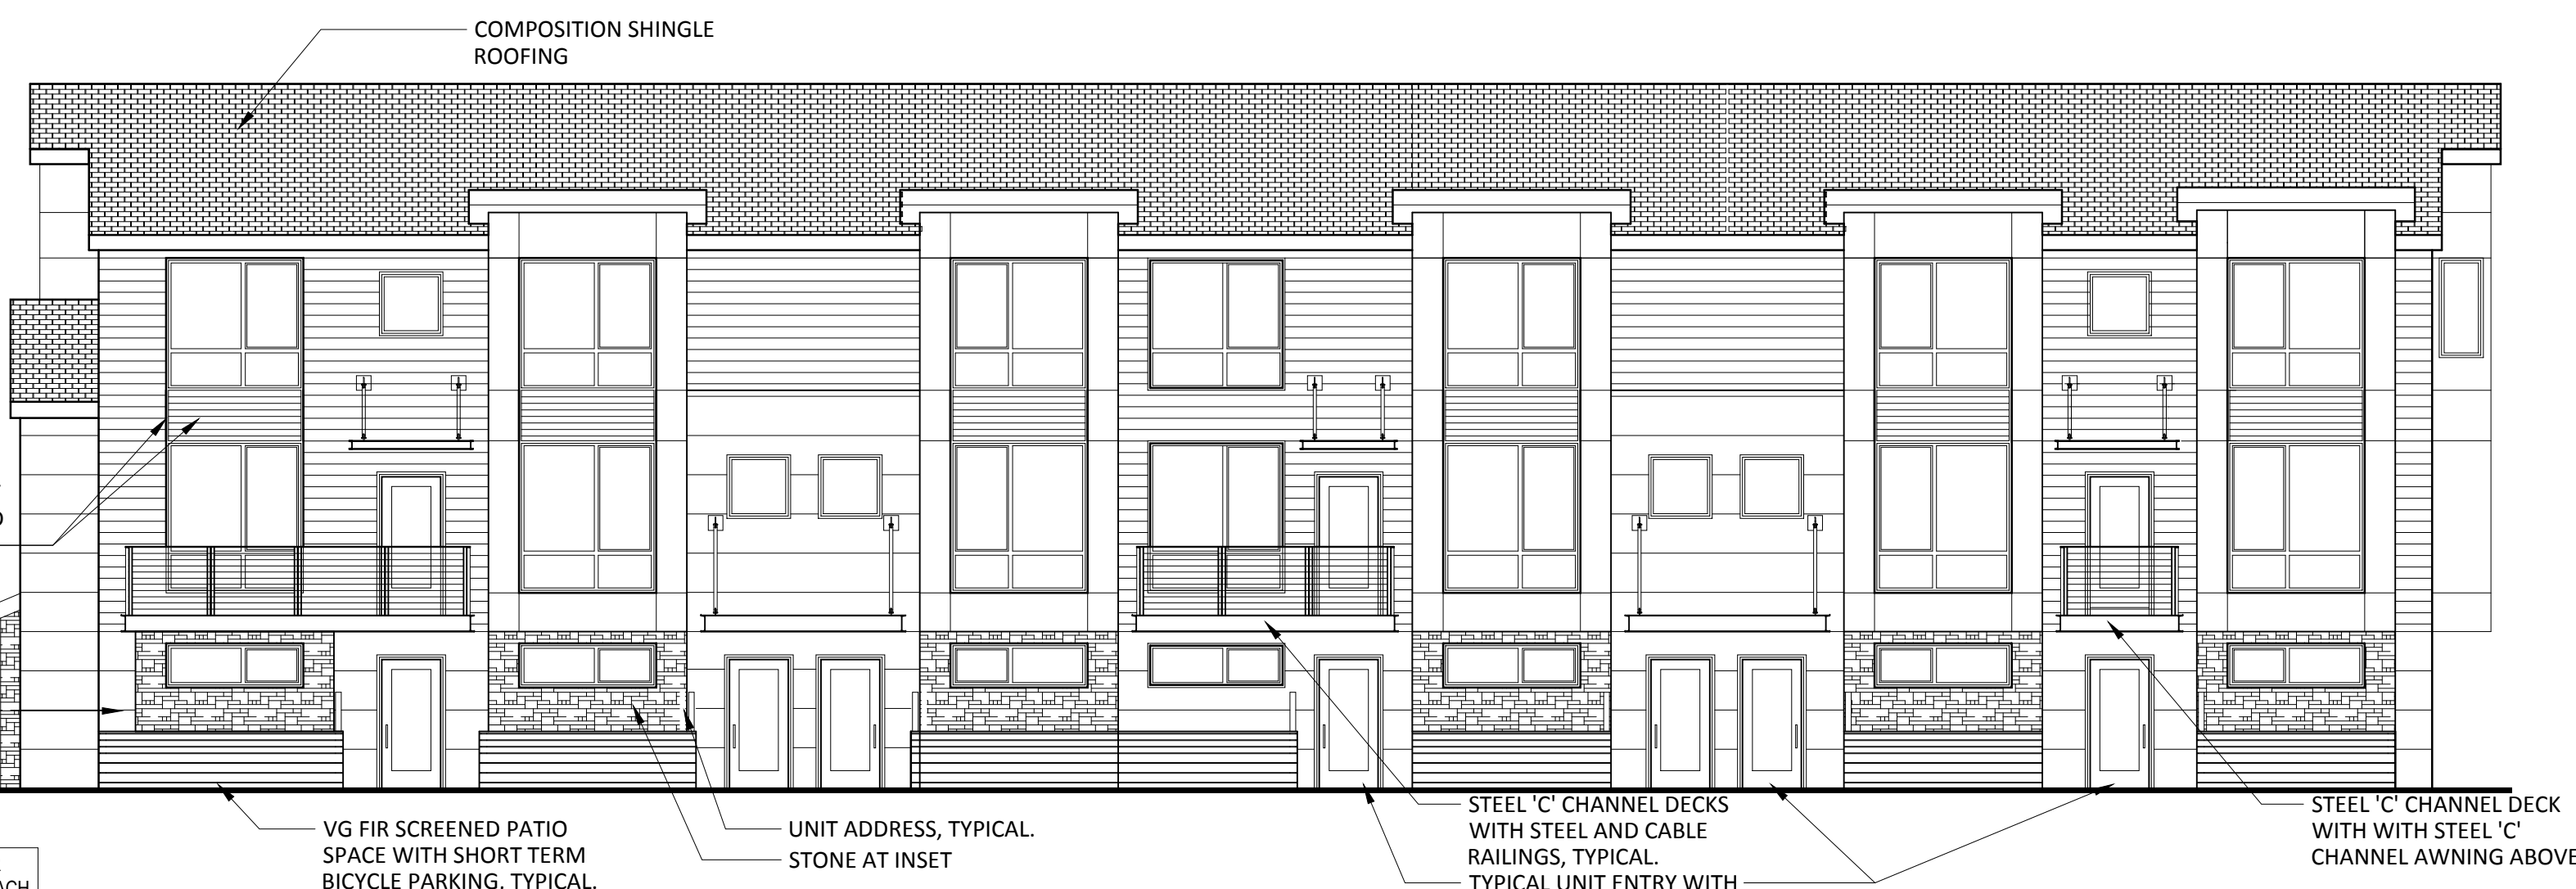 COMPOSITION SHINGLE
ROOFING
VG FIR SCREENED PATIO
SPACE WITH SHORT TERM
BICYCLE PARKING, TYPICAL.
UNIT ADDRESS, TYPICAL.
STONE AT INSET
STEEL 'C' CHANNEL DECKS
WITH STEEL AND CABLE
RAILINGS, TYPICAL.
TYPICAL UNIT ENTRY WITH
STEEL 'C' CHANNEL DECK
WITH WITH STEEL 'C'
CHANNEL AWNING ABOVE